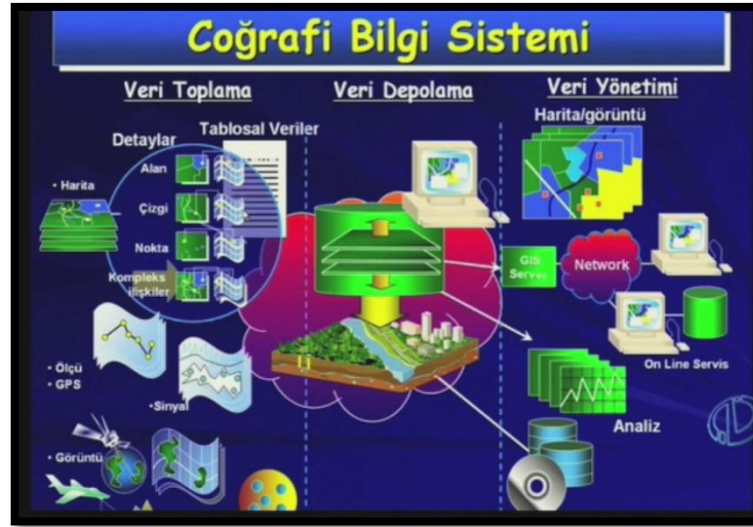 Coğrafi Bilgi Sistemi
Veri Toplama
Veri Depolama
Veri Yönetimi
Detaylar
Tablosal Veriler
Alan
Çizgi
Nokta
Kompleks
ilişkiler
• Harita
• Ölçü
• GPS
•Sinyal
• Görüntü
Harita/görüntü
GIS
Network
On Line Servis
Analiz